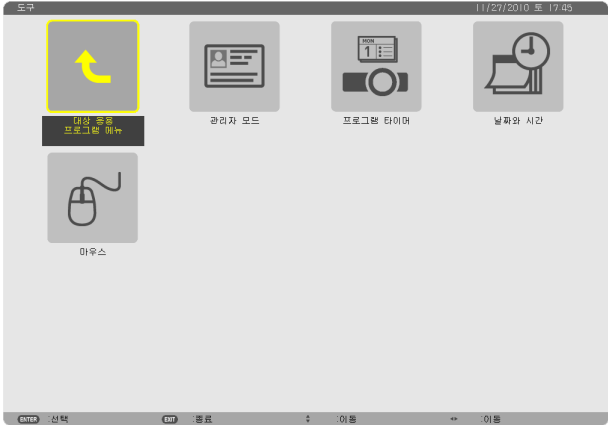 도구 11/27/2010 토 17:45
MON
1
대상 응용
프로그램 메뉴
관리자 모드
프로그램 타이머
날짜와 시간
마우스
ENTER :선택 EXIT :종료 :이동 :이동